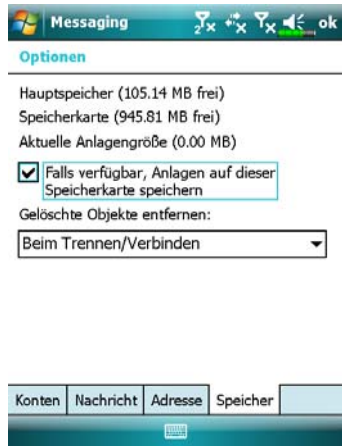 Messaging
ok
Optionen
Hauptspeicher (105.14 MB frei)
Speicherkarte (945.81 MB frei)
Aktuelle Anlagengröße (0.00 MB)
Falls verfügbar, Anlagen auf dieser
Speicherkarte speichern
Gelöschte Objekte entfernen:
Beim Trennen/Verbinden
Konten Nachricht Adresse Speicher